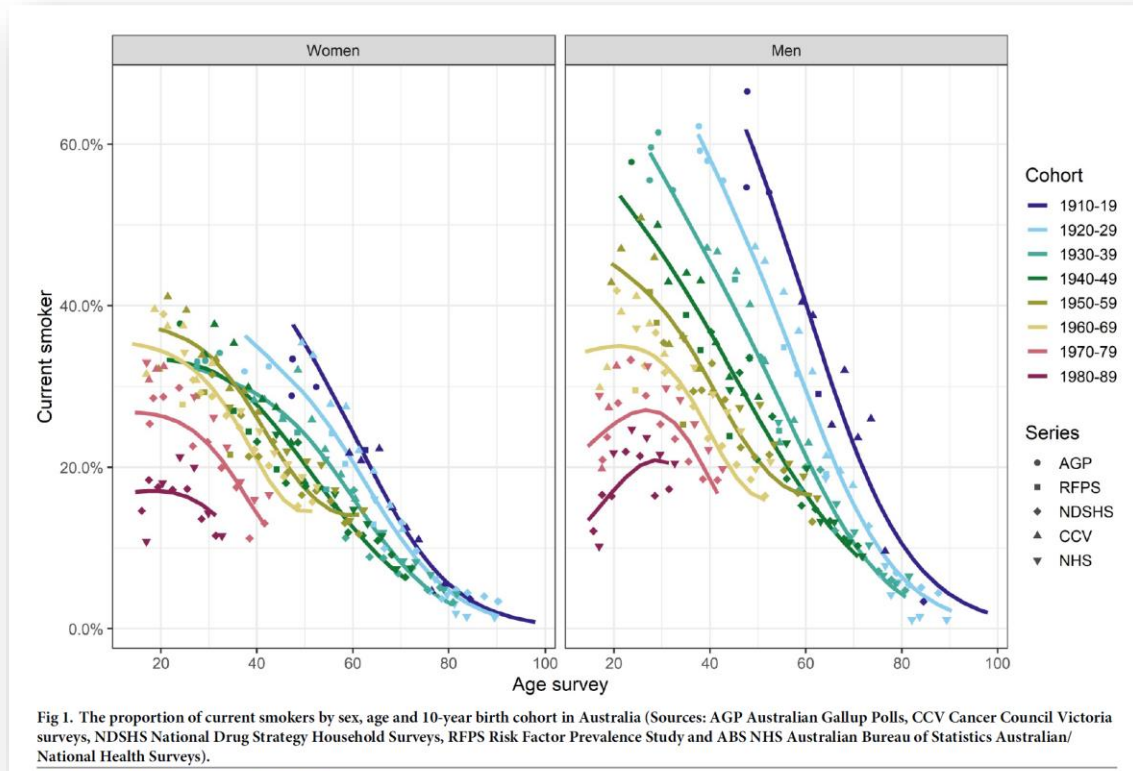 Women
Men
60.0%
40.0%
20.0%
0.0%
Current smoker
20 40 60 80 100
20 40 60 80 100
Age survey
Cohort
1910-19
1920-29
1930-39
1940-49
1950-59
1960-69
1970-79
1980-89
Series
AGP
RFPS
NDSHS
CCV
NHS
Fig 1. The proportion of current smokers by sex, age and 10-year birth cohort in Australia (Sources: AGP Australian Gallup Polls, CCV Cancer Council Victoria
surveys, NDSHS National Drug Strategy Household Surveys, RFPS Risk Factor Prevalence Study and ABS NHS Australian Bureau of Statistics Australian/
National Health Surveys).